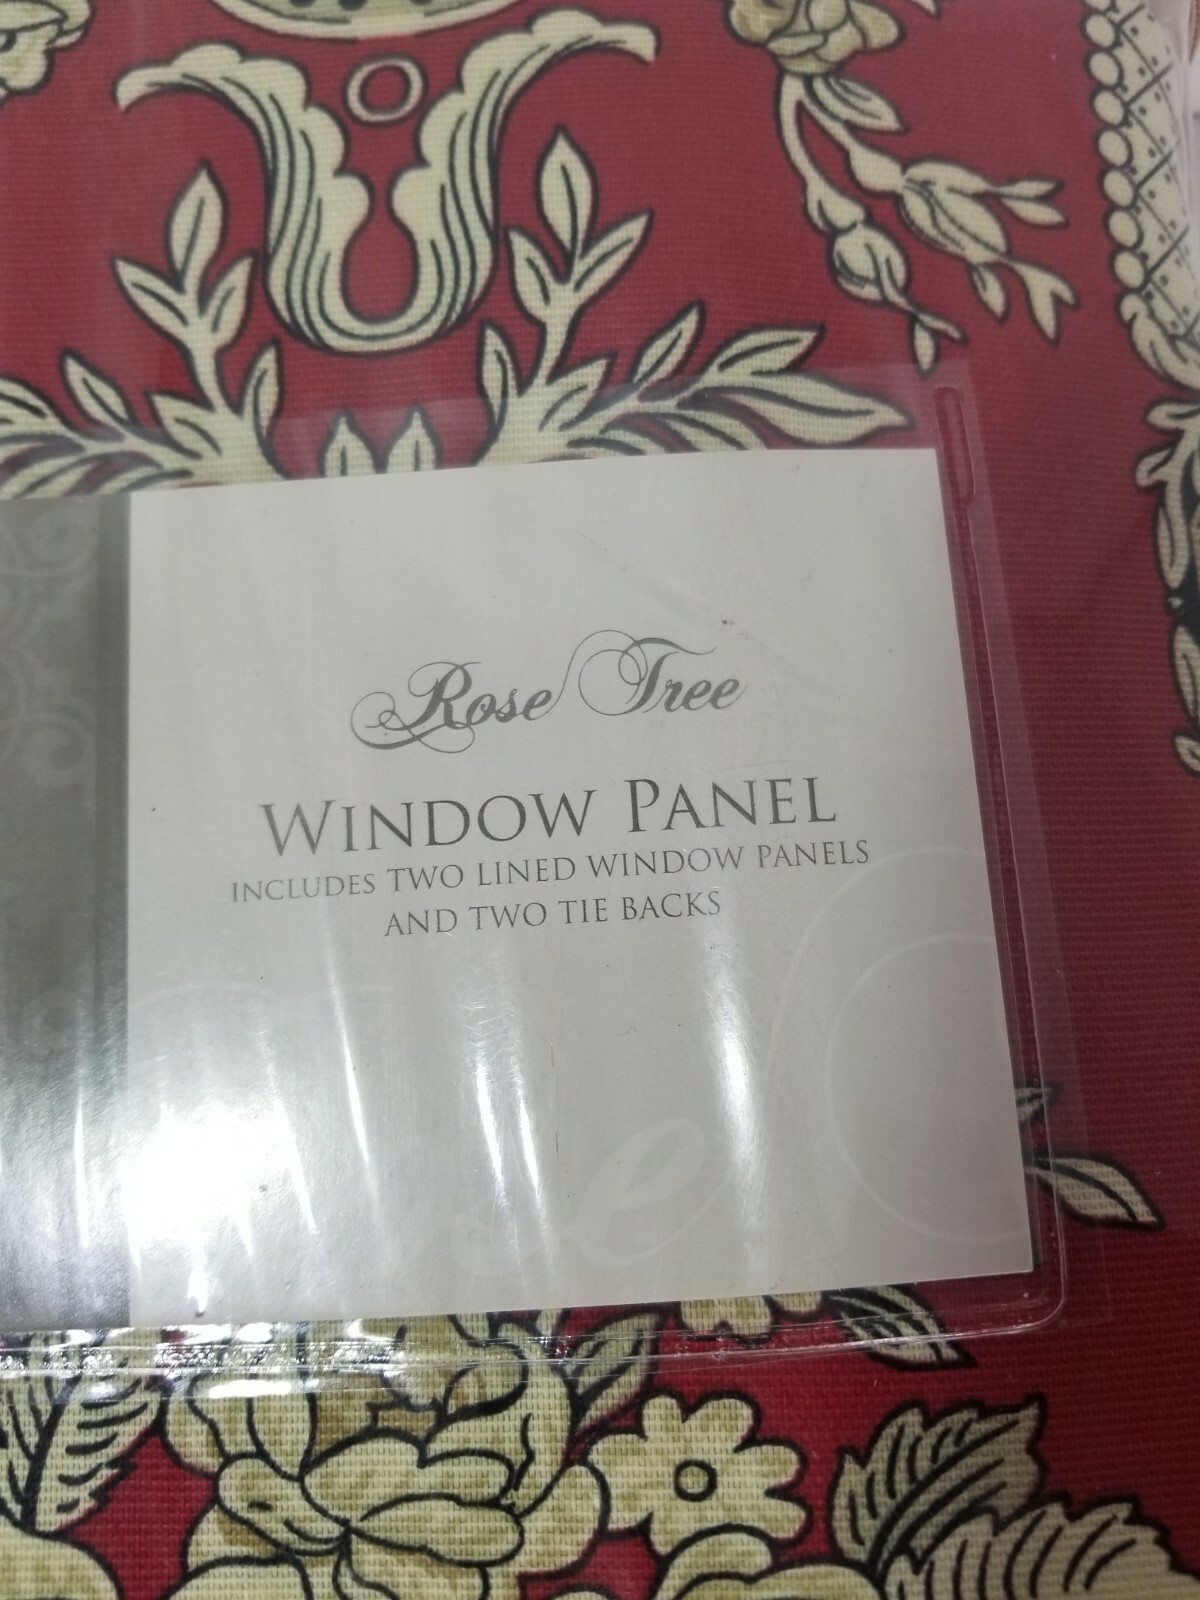 Rose Tree
WINDOW PANEL
INCLUDES TWO LINED WINDOW PANELS
AND TWO TIE BACKS